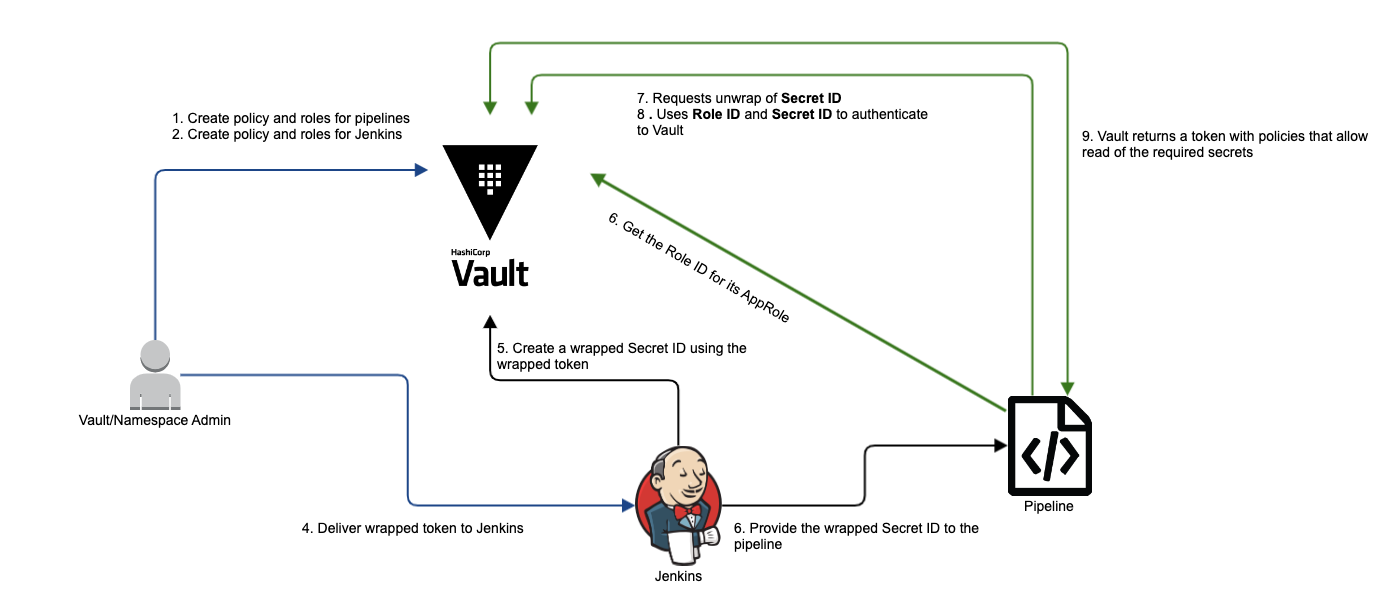 7. Requests unwrap of Secret ID
8 . Uses Role ID and Secret ID to authenticate
to Vault
1. Create policy and roles for pipelines
2. Create policy and roles for Jenkins
9. Vault returns a token with policies that allow
read of the required secrets
HashiCorp
Vault
6. Get the Role ID for its AppRole
5. Create a wrapped Secret ID using the
wrapped token
Vault/Namespace Admin
</>
Pipeline
4. Deliver wrapped token to Jenkins
6. Provide the wrapped Secret ID to the
pipeline
Jenkins